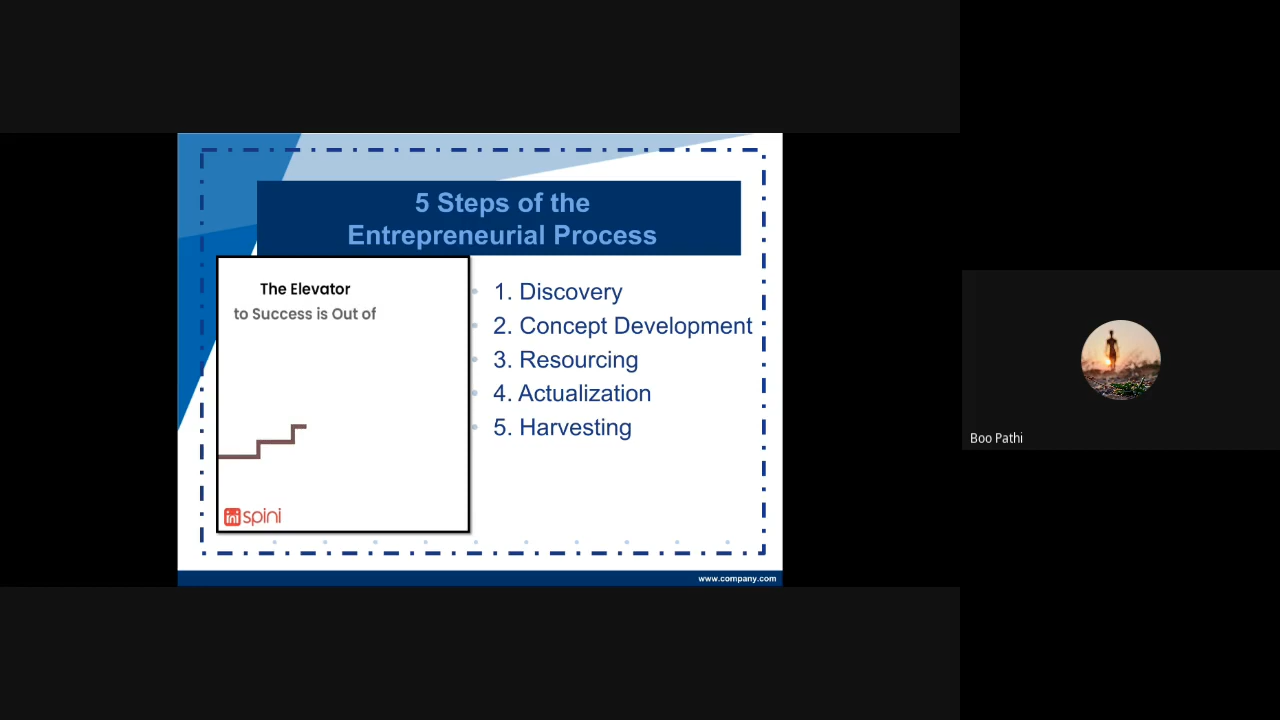 5 Steps of the
Entrepreneurial Process
The Elevator
to Success is Out of
ini spini
1. Discovery
2. Concept Development
3. Resourcing
4. Actualization
5. Harvesting
www.company.com
Boo Pathi